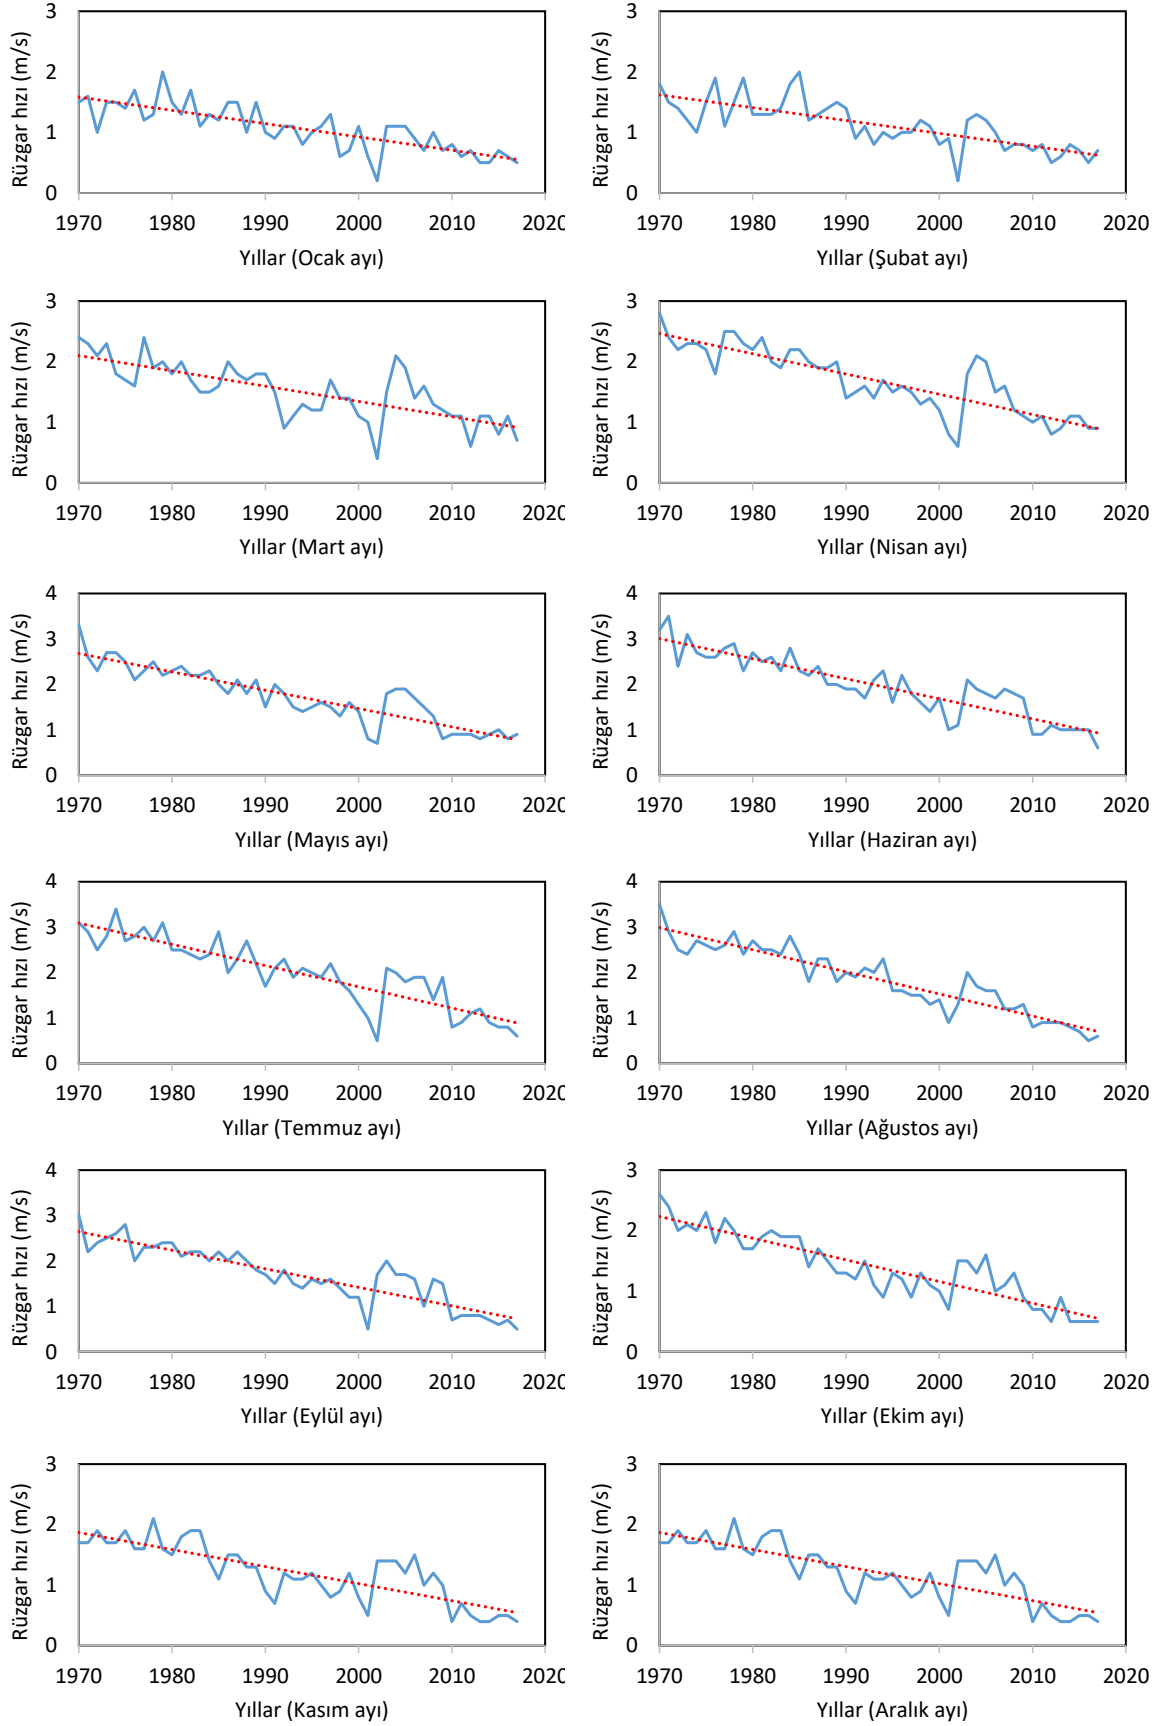 Rüzgar hızı (m/s)
3
2
1
0
1970 1980 1990 2000 2010 2020
Yıllar (Ocak ayı)
Rüzgar hızı (m/s)
3
2
1
0
1970 1980 1990 2000 2010 2020
Yıllar (Şubat ayı)
Rüzgar hızı (m/s)
3
2
1
0
1970 1980 1990 2000 2010 2020
Yıllar (Mart ayı)
Rüzgar hızı (m/s)
3
2
1
0
1970 1980 1990 2000 2010 2020
Yıllar (Nisan ayı)
Rüzgar hızı (m/s)
4
3
2
1
0
1970 1980 1990 2000 2010 2020
Yıllar (Mayıs ayı)
Rüzgar hızı (m/s)
4
3
2
1
0
1970 1980 1990 2000 2010 2020
Yıllar (Haziran ayı)
Rüzgar hızı (m/s)
4
3
2
1
0
1970 1980 1990 2000 2010 2020
Yıllar (Temmuz ayı)
Rüzgar hızı (m/s)
4
3
2
1
0
1970 1980 1990 2000 2010 2020
Yıllar (Ağustos ayı)
Rüzgar hızı (m/s)
4
3
2
1
0
1970 1980 1990 2000 2010 2020
Yıllar (Eylül ayı)
Rüzgar hızı (m/s)
3
2
1
0
1970 1980 1990 2000 2010 2020
Yıllar (Ekim ayı)
Rüzgar hızı (m/s)
3
2
1
0
1970 1980 1990 2000 2010 2020
Yıllar (Kasım ayı)
Rüzgar hızı (m/s)
3
2
1
0
1970 1980 1990 2000 2010 2020
Yıllar (Aralık ayı)